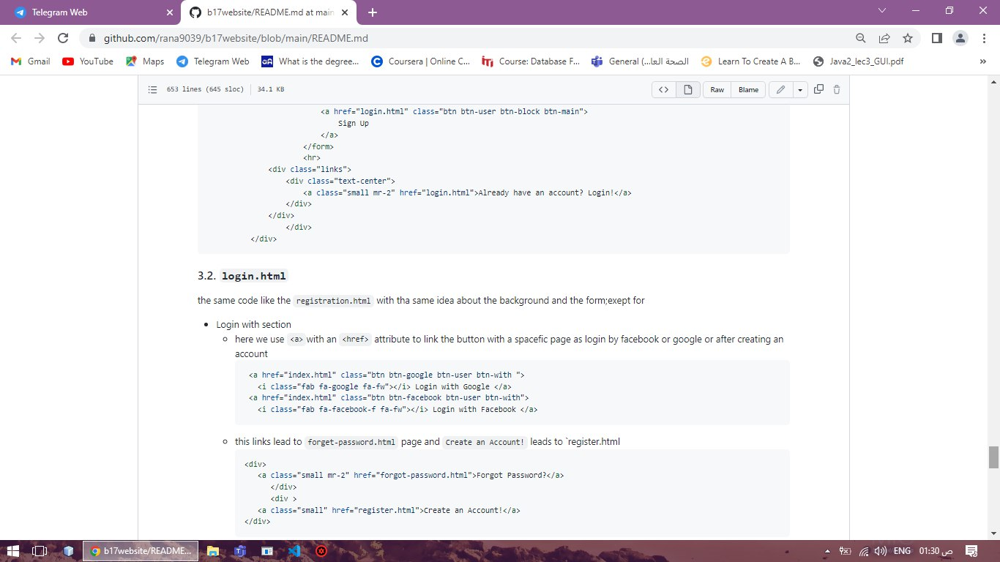 Telegram Web
b17website/README.md at main
github.com/rana9039/b17website/blob/main/README.md
Gmail
YouTube
Maps
Telegram Web
What is the degree...
Coursera | Online C...
Course: Database F...
General (...الصحة العا
Learn To Create A B...
Java2_lec3_GUI.pdf
»
653 lines (645 sloc)
34.1 KB
<>
Raw
Blame
<a href="login.html" class="btn btn-user btn-block btn-main">
Sign Up
</a>
</form>
<hr>
<div class="links">
<div class="text-center">
<a class="small mr-2" href="login.html">Already have an account? Login!</a>
</div>
</div>
</div>
</div>
3.2. login.html
the same code like the registration.html with tha same idea about the background and the form;exept for
• Login with section
◦ here we use <a> with an <href> attribute to link the button with a spacefic page as login by facebook or google or after creating an
account
<a href="index.html" class="btn btn-google btn-user btn-with ">
<i class="fab fa-google fa-fw"></i> Login with Google </a>
<a href="index.html" class="btn btn-facebook btn-user btn-with">
<i class="fab fa-facebook-f fa-fw"></i> Login with Facebook </a>
◦ this links lead to forget-password.html page and Create an Account! leads to `register.html
<div>
<a class="small mr-2" href="forgot-password.html">Forgot Password?</a>
</div>
<div >
<a class="small" href="register.html">Create an Account!</a>
</div>
b17website/README...
ENG
01:30 ص